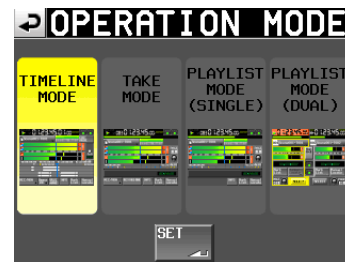 OPERATION MODE
TIMELINE MODE
TAKE MODE
PLAYLIST MODE (SINGLE)
PLAYLIST MODE (DUAL)
SET